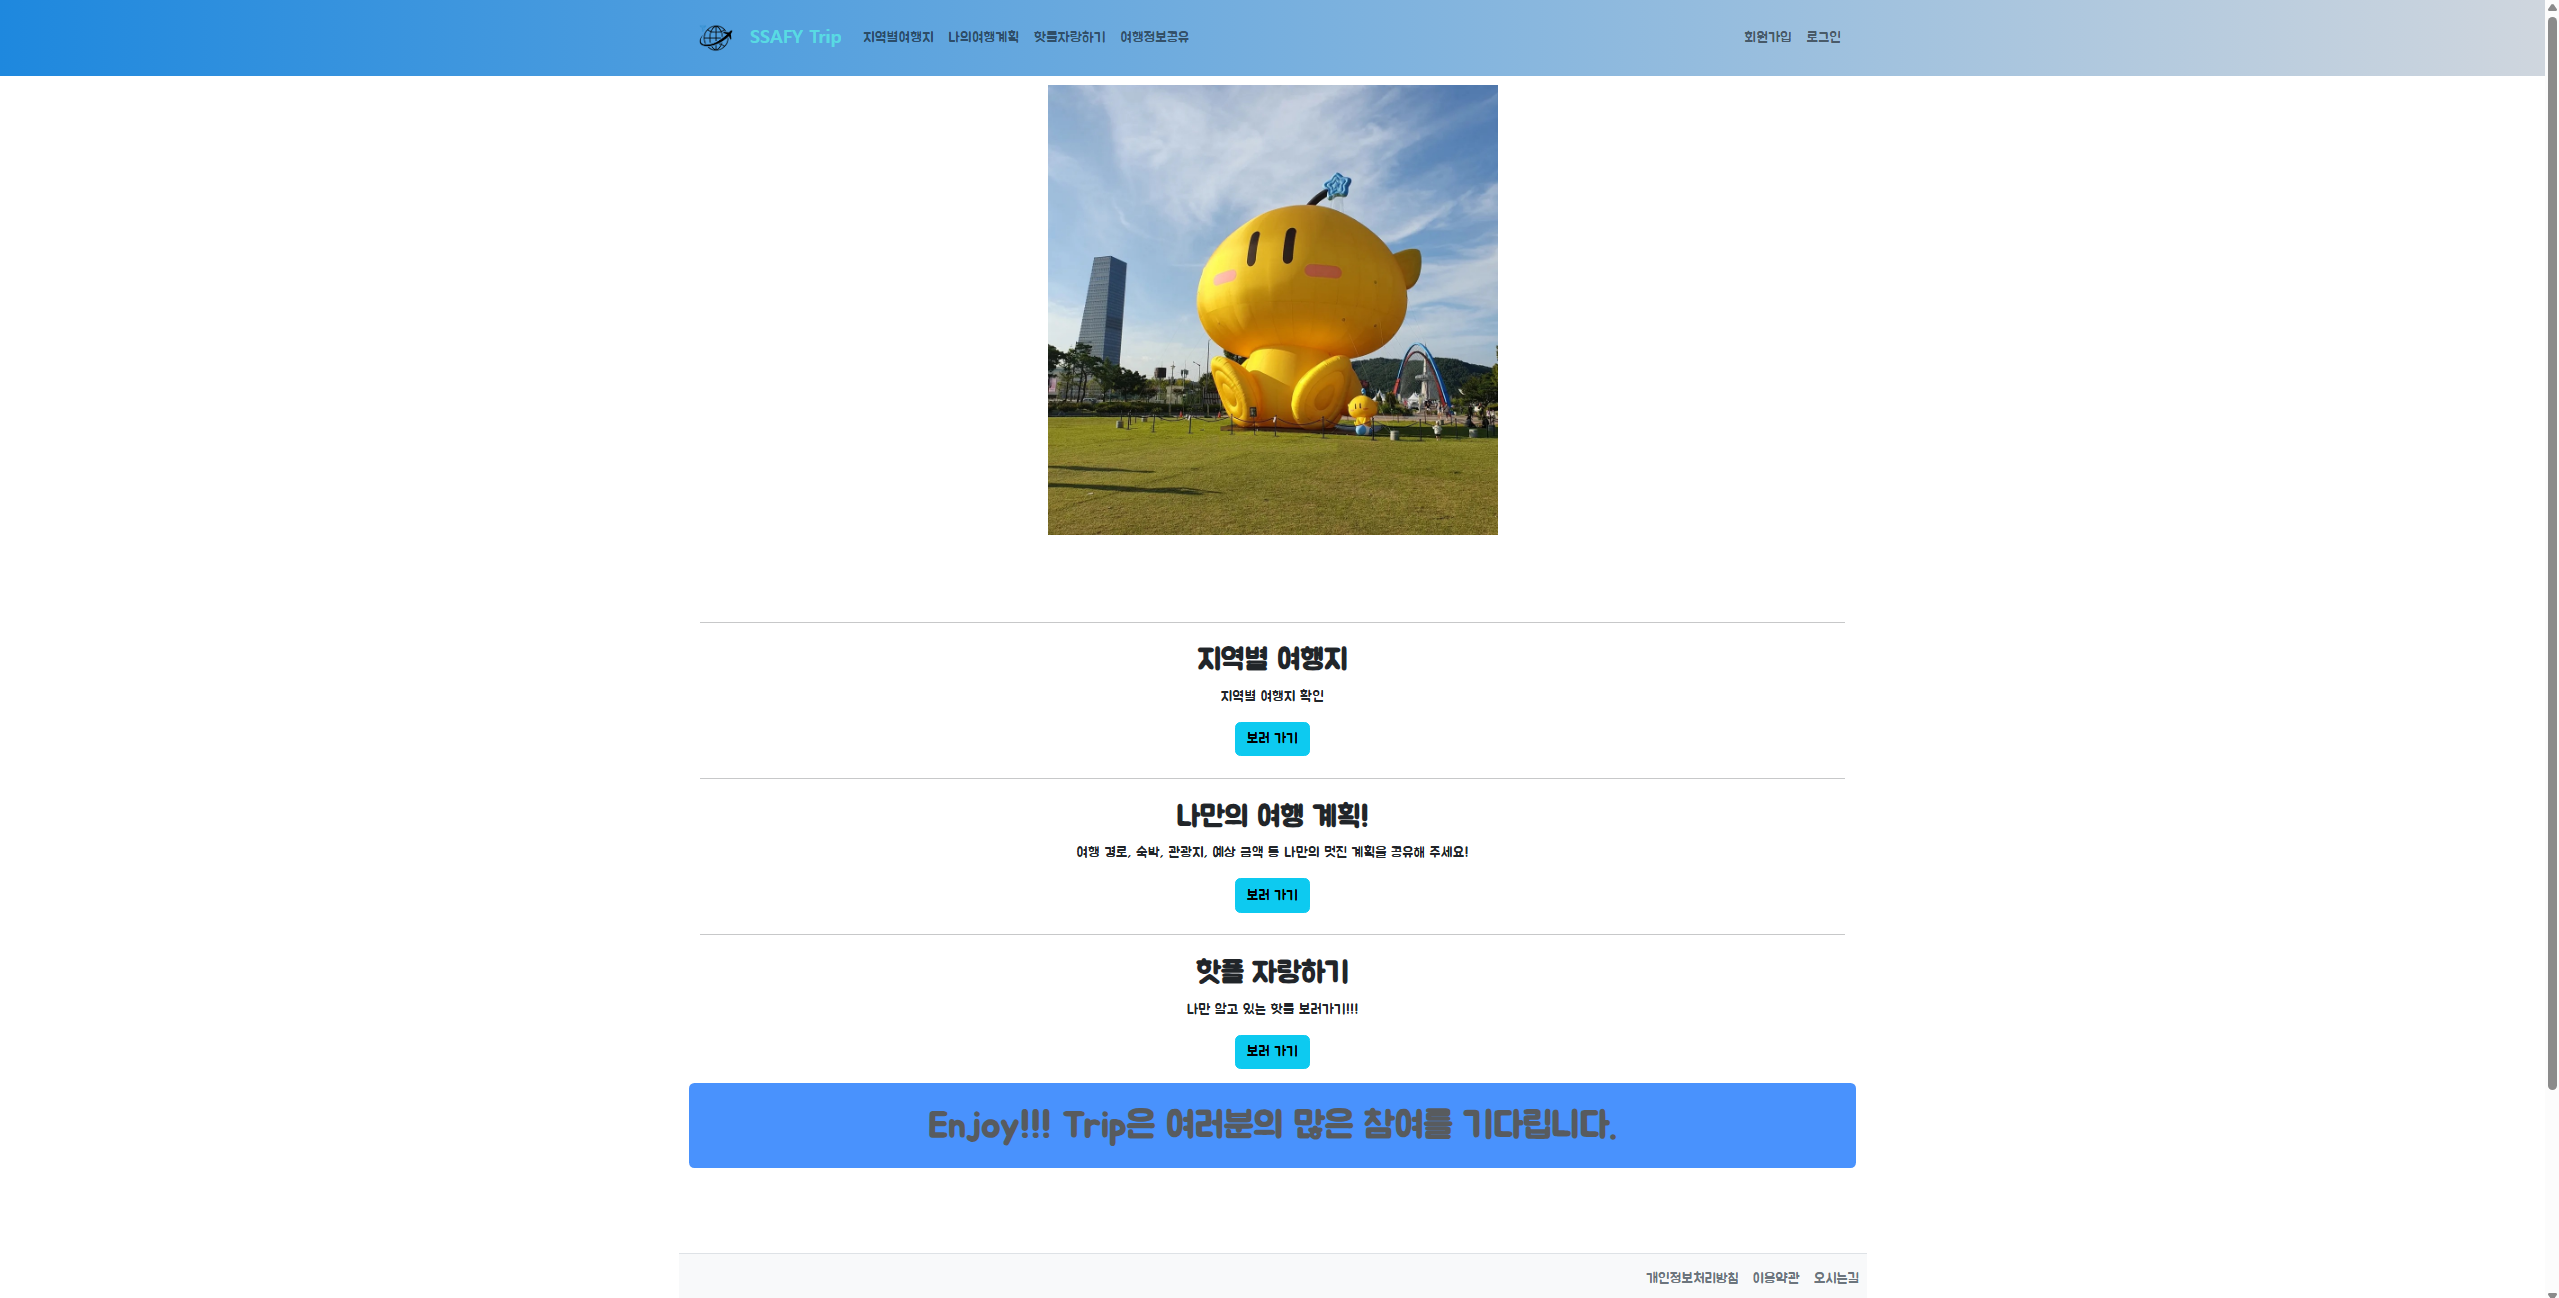 SSAFY Trip 지역별여행지 나의여행계획 핫플자랑하기 여행정보공유 회원가입 로그인
지역별 여행지
지역별 여행지 확인
보러 가기
나만의 여행 계획!
여행 경로, 숙박, 관광지, 예상 금액 등 나만의 멋진 계획을 공유해 주세요!
보러 가기
핫플 자랑하기
나만 알고 있는 핫플 보러가기!!!
보러 가기
Enjoy!!! Trip은 여러분의 많은 참여를 기다립니다.
개인정보처리방침 이용약관 오시는길